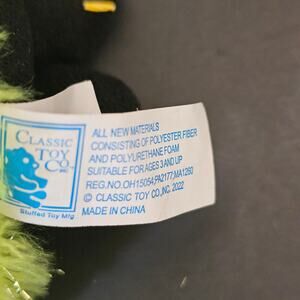 CLASSIC
TOY
CO. INC
Stuffed Toy Mfg
ALL NEW MATERIALS
CONSISTING OF POLYESTER FIBER
AND POLYURETHANE FOAM
SUITABLE FOR AGES 3 AND UP
REG.NO.OH15054,PA2177,MA1260
© CLASSIC TOY CO.,INC. 2022
MADE IN CHINA